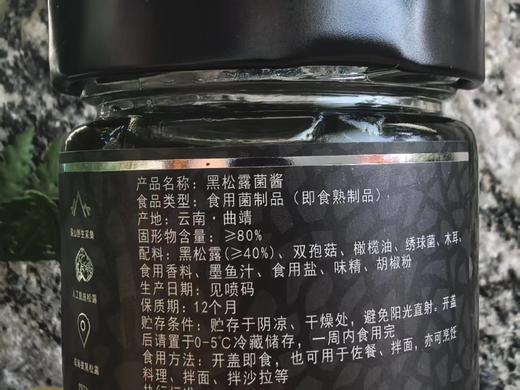 产品名称：黑松露菌酱
食品类型：食用菌制品（即食熟制品）
产地：云南·曲靖
固形物含量：≥80%
配料：黑松露(≥40%)、双孢菇、橄榄油、绣球菌、木耳、
食用香料、墨鱼汁、食用盐、味精、胡椒粉
生产日期：见喷码
保质期：12个月
贮存条件：贮存于阴凉、干燥处，避免阳光直射。开盖
后请置于0-5℃冷藏储存，一周内食用完
食用方法：开盖即食，也可用于佐餐、拌面，亦可烹饪
料理、拌面、拌沙拉等